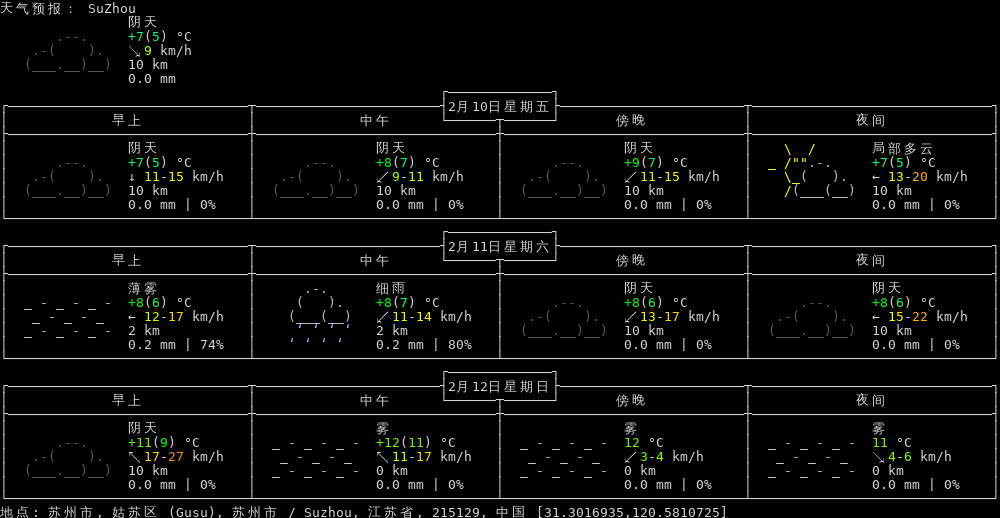 天气预报: SuZhou
阴天
+7(5) °C
↘ 9 km/h
10 km
0.0 mm
2月10日星期五
早上 中午 傍晚 夜间
阴天 阴天 阴天 局部多云
+7(5) °C +8(7) °C +9(7) °C +7(5) °C
↓ 11-15 km/h ↙ 9-11 km/h ↙ 11-15 km/h ← 13-20 km/h
10 km 10 km 10 km 10 km
0.0 mm | 0% 0.0 mm | 0% 0.0 mm | 0% 0.0 mm | 0%
2月11日星期六
早上 中午 傍晚 夜间
薄雾 细雨 阴天 阴天
+8(6) °C +8(7) °C +8(6) °C +8(6) °C
← 12-17 km/h ↙ 11-14 km/h ↙ 13-17 km/h ← 15-22 km/h
2 km 2 km 10 km 10 km
0.2 mm | 74% 0.2 mm | 80% 0.0 mm | 0% 0.0 mm | 0%
2月12日星期日
早上 中午 傍晚 夜间
阴天 雾 雾 雾
+11(9) °C +12(11) °C 12 °C 11 °C
↖ 17-27 km/h ↖ 11-17 km/h ↙ 3-4 km/h ↘ 4-6 km/h
10 km 0 km 0 km 0 km
0.0 mm | 0% 0.0 mm | 0% 0.0 mm | 0% 0.0 mm | 0%
地点: 苏州市, 姑苏区 (Gusu), 苏州市 / Suzhou, 江苏省, 215129, 中国 [31.3016935,120.5810725]